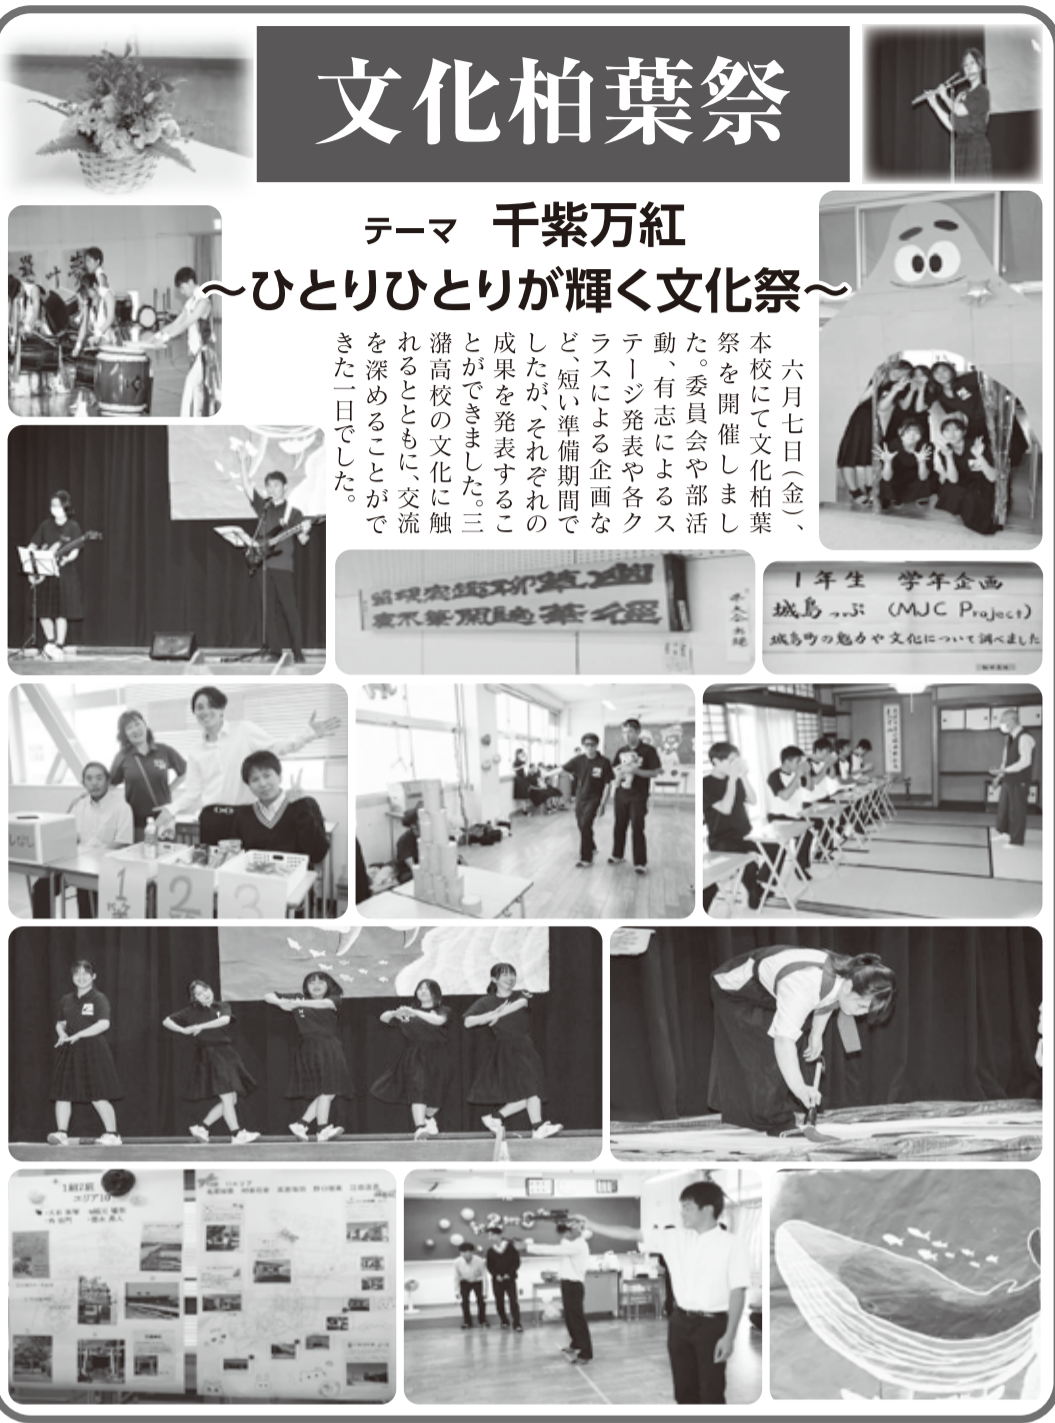 文化柏葉祭
テーマ 千紫万紅
～ひとりひとりが輝く文化祭～
六月七日（金）、
本校にて文化柏葉
祭を開催しまし
た。委員会や部活
動、有志によるス
テージ発表や各ク
ラスによる企画な
ど、短い準備期間で
したが、それぞれの
成果を発表するこ
とができました。三
潴高校の文化に触
れるとともに、交流
を深めることがで
きた一日でした。
1年生 学年企画
城島っぷ (MJC Project)
城島町の魅力や文化について調べました
1
2
3